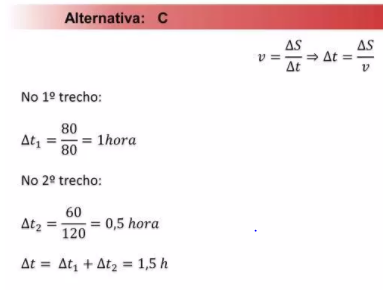 Alternativa: C
v = ΔS/Δt ⇒ Δt = ΔS/v
No 1º trecho:
Δt₁ = 80/80 = 1hora
No 2º trecho:
Δt₂ = 60/120 = 0,5 hora
Δt = Δt₁ + Δt₂ = 1,5 h